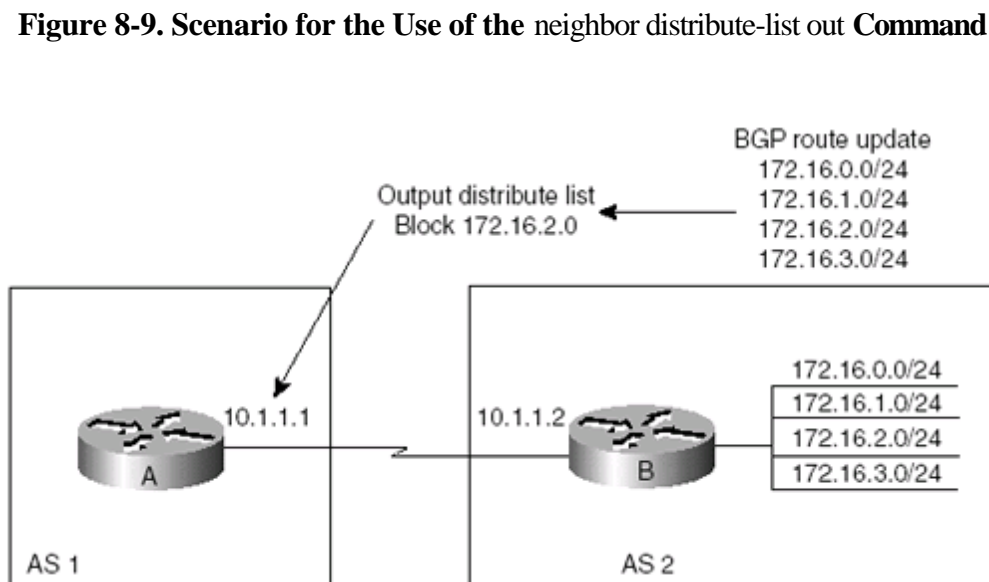 Figure 8-9. Scenario for the Use of the neighbor distribute-list out Command
BGP route update
172.16.0.0/24
172.16.1.0/24
172.16.2.0/24
172.16.3.0/24
Output distribute list
Block 172.16.2.0
10.1.1.1
A
AS 1
10.1.1.2
B
172.16.0.0/24
172.16.1.0/24
172.16.2.0/24
172.16.3.0/24
AS 2